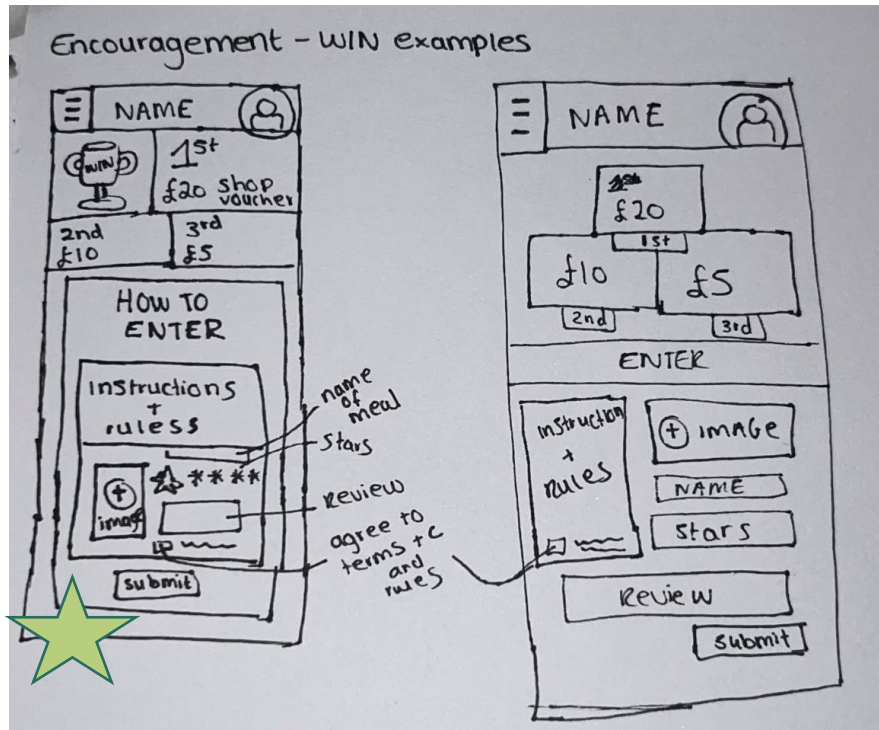 Encouragement - WIN examples
NAME
WIN
1st
£20 shop
voucher
2nd
£10
3rd
£5
HOW TO
ENTER
instructions
+
ruless
image
submit
name
of
meal
stars
Review
agree to
terms + c
and
rules
NAME
1st
£20
1st
£10
£5
2nd
3rd
ENTER
instruction
+
Rules
IMAGE
NAME
stars
Review
submit